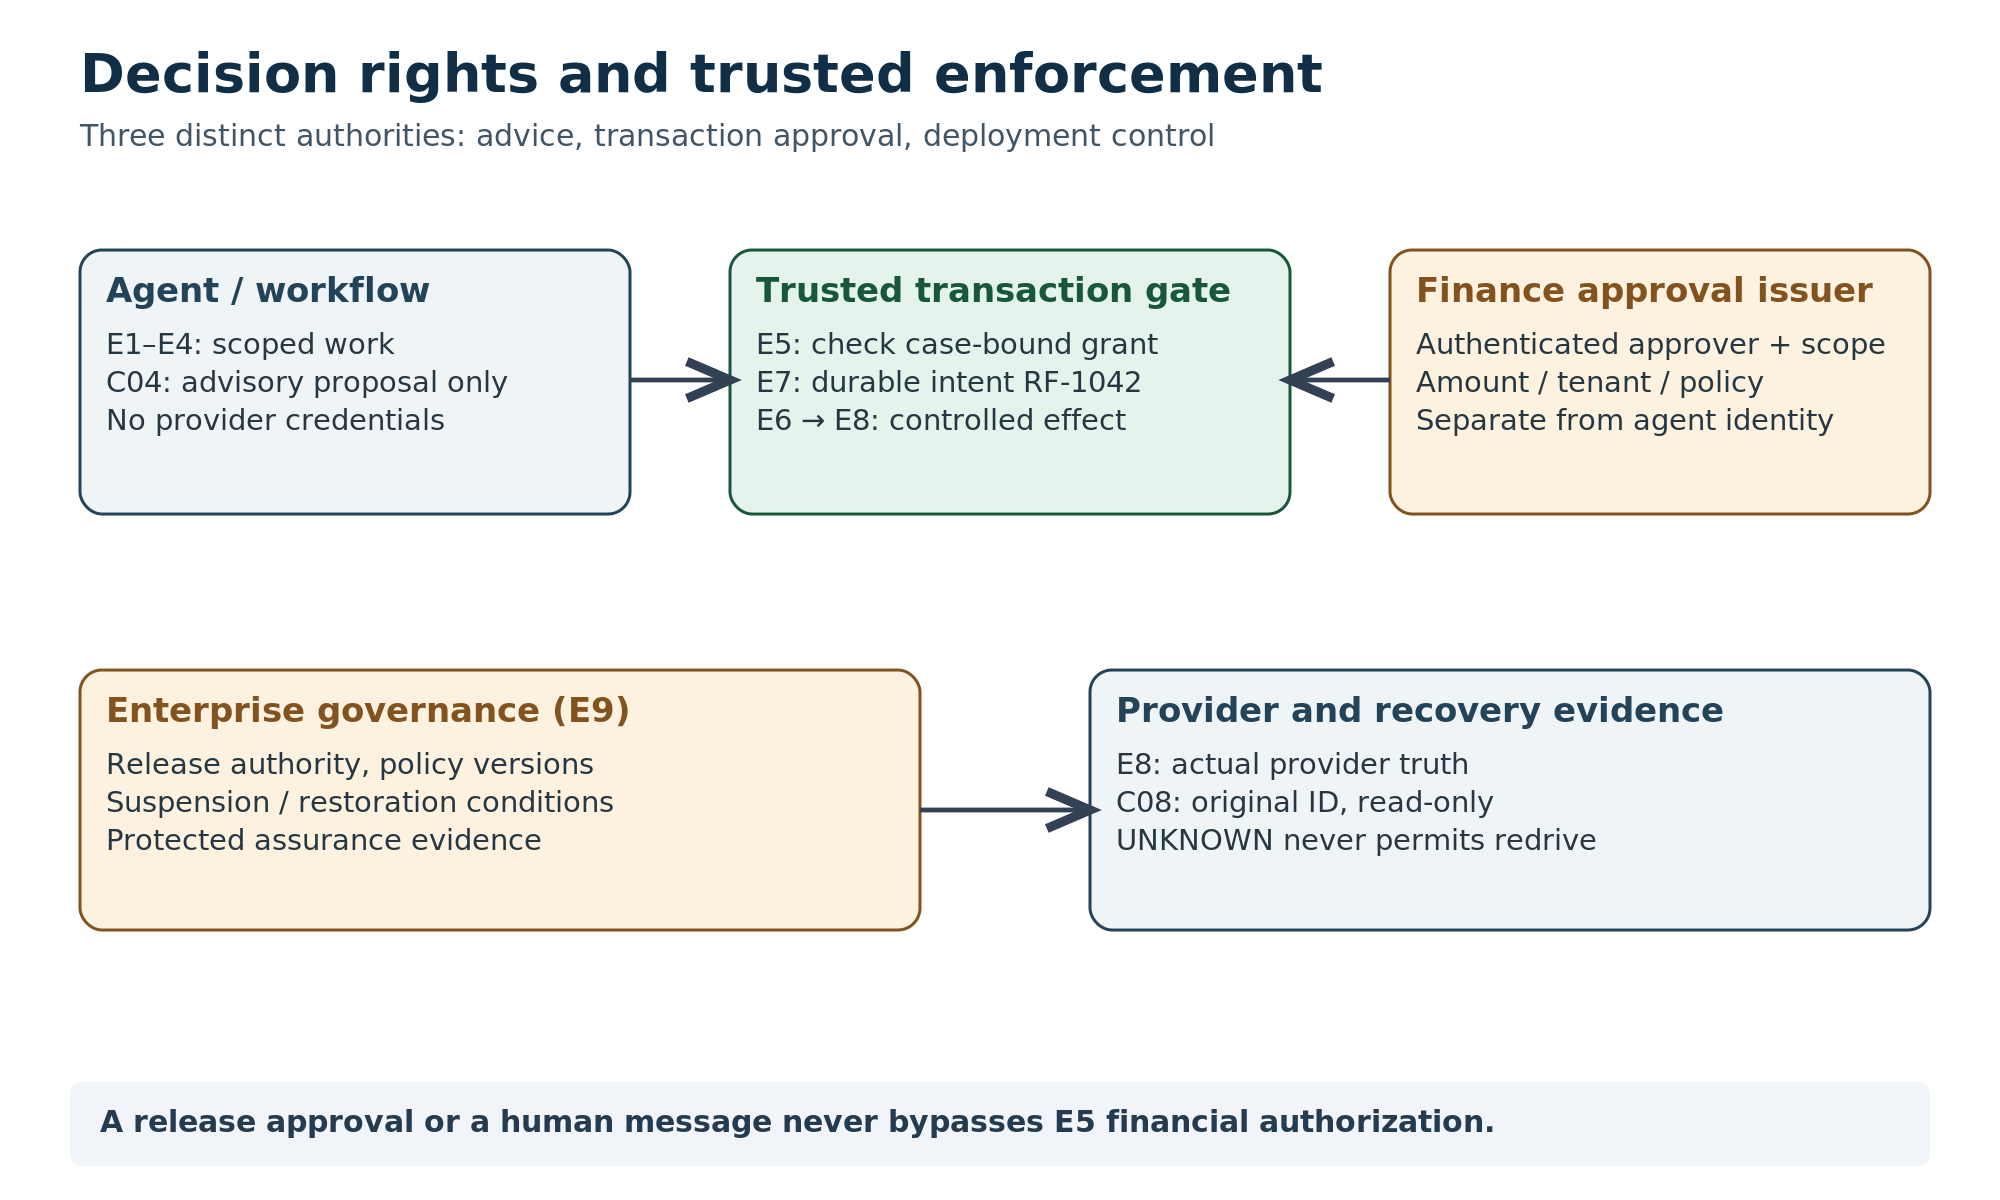 Decision rights and trusted enforcement
Three distinct authorities: advice, transaction approval, deployment control
Agent / workflow
E1–E4: scoped work
C04: advisory proposal only
No provider credentials
Trusted transaction gate
E5: check case-bound grant
E7: durable intent RF-1042
E6 → E8: controlled effect
Finance approval issuer
Authenticated approver + scope
Amount / tenant / policy
Separate from agent identity
Enterprise governance (E9)
Release authority, policy versions
Suspension / restoration conditions
Protected assurance evidence
Provider and recovery evidence
E8: actual provider truth
C08: original ID, read-only
UNKNOWN never permits redrive
A release approval or a human message never bypasses E5 financial authorization.